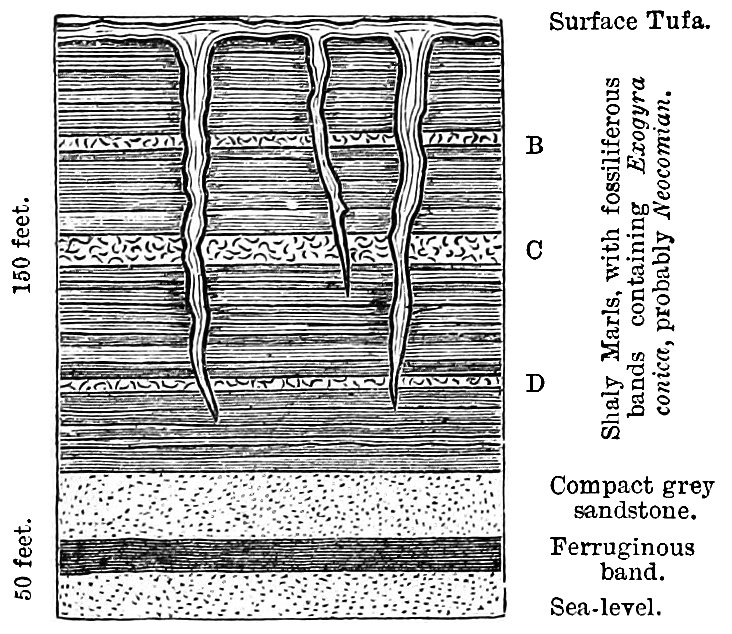 Surface Tufa.
150 feet.
B
C
D
Shaly Marls, with fossiliferous
bands containing Exogyra
conica, probably Neocomian.
50 feet.
Compact grey
sandstone.
Ferruginous
band.
Sea-level.